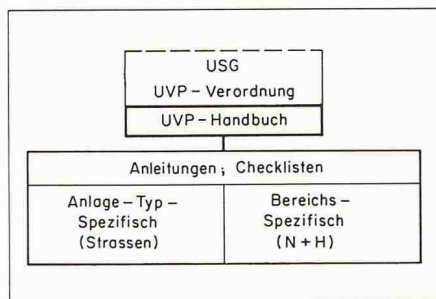 USG
UVP - Verordnung
UVP - Handbuch
Anleitungen; Checklisten
Anlage - Typ -
Spezifisch
(Strassen)
Bereichs -
Spezifisch
(N + H)